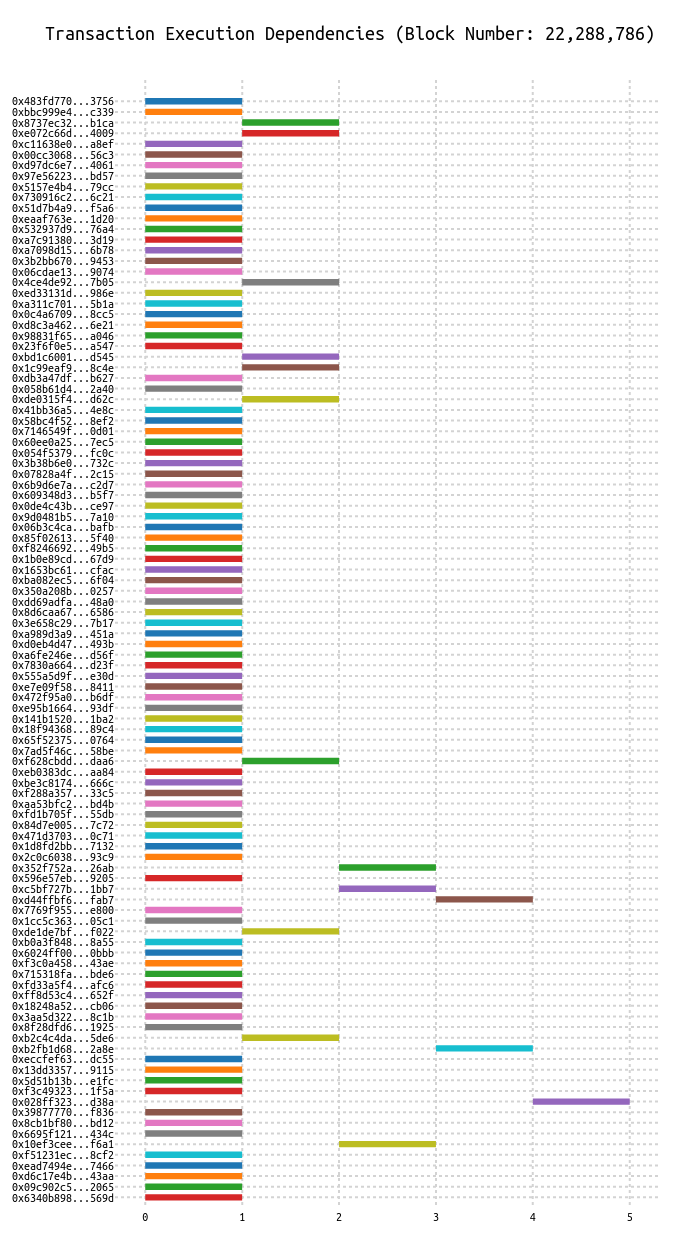 Transaction Execution Dependencies (Block Number: 22,288,786)
0x483fd770...3756
0xbbc999e4...c339
0x8737ec32...b1ca
0xe072c66d...4009
0xc11638e0...a8ef
0x00cc3068...56c3
0xd97dc6e7...4061
0x97e56223...bd57
0x5157e4b4...79cc
0x730916c2...6c21
0x51d7b4a9...f5a6
0xeaaf763e...1d20
0x532937d9...76a4
0xa7c91380...3d19
0xa7098d15...6b78
0x3b2bb670...9453
0x06cdae13...9074
0x4ce4de92...7b05
0xed33131d...986e
0xa311c701...5b1a
0x0c4a6709...8cc5
0xd8c3a462...6e21
0x98831f65...a046
0x23f6f0e5...a547
0xbd1c6001...d545
0x1c99eaf9...8c4e
0xdb3a47df...b627
0x058b61d4...2a40
0xde0315f4...d62c
0x41bb36a5...4e8c
0x58bc4f52...8ef2
0x7146549f...0d01
0x60ee0a25...7ec5
0x054f5379...fc0c
0x3b38b6e0...732c
0x07828a4f...2c15
0x6b9d6e7a...c2d7
0x609348d3...b5f7
0x0de4c43b...ce97
0x9d0481b5...7a10
0x06b3c4ca...bafb
0x85f02613...5f40
0xf8246692...49b5
0x1b0e89cd...67d9
0x1653bc61...cfac
0xba082ec5...6f04
0x350a208b...0257
0xdd69adfa...48a0
0x8d6caa67...6586
0x3e658c29...7b17
0xa989d3a9...451a
0xd0eb4d47...493b
0xa6fe246e...d56f
0x7830a664...d23f
0x555a5d9f...e30d
0xe7e09f58...8411
0x472f95a0...b6df
0xe95b1664...93df
0x141b1520...1ba2
0x18f94368...89c4
0x65f52375...0764
0x7ad5f46c...58be
0xf628cbdd...daa6
0xeb0383dc...aa84
0xbe3c8174...666c
0xf288a357...33c5
0xaa53bfc2...bd4b
0xfd1b705f...55db
0x84d7e005...7c72
0x471d3703...0c71
0x1d8fd2bb...7132
0x2c0c6038...93c9
0x352f752a...26ab
0x596e57eb...9205
0xc5bf727b...1bb7
0xd44ffbf6...fab7
0x7769f955...e800
0x1cc5c363...05c1
0xde1de7bf...f022
0xb0a3f848...8a55
0x6024ff00...0bbb
0xf3c0a458...43ae
0x715318fa...bde6
0xfd33a5f4...afc6
0xff8d53c4...652f
0x18248a52...cb06
0x3aa5d322...8c1b
0x8f28dfd6...1925
0xb2c4c4da...5de6
0xb2fb1d68...2a8e
0xeccfef63...dc55
0x13dd3357...9115
0x5d51b13b...e1fc
0xf3c49323...1f5a
0x028ff323...d38a
0x39877770...f836
0x8cb1bf80...bd12
0x6695f121...434c
0x10ef3cee...f6a1
0xf51231ec...8cf2
0xead7494e...7466
0xd6c17e4b...43aa
0x09c902c5...2065
0x6340b898...569d
0 1 2 3 4 5